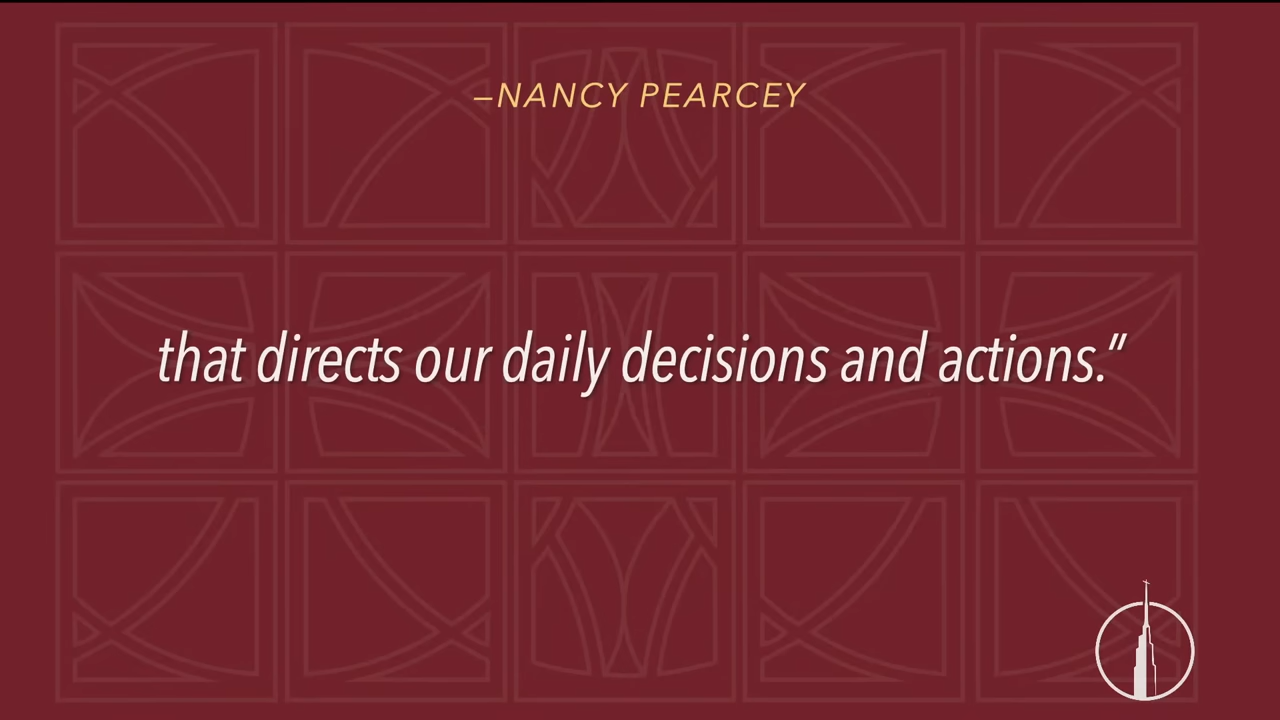 –NANCY PEARCEY
that directs our daily decisions and actions.”